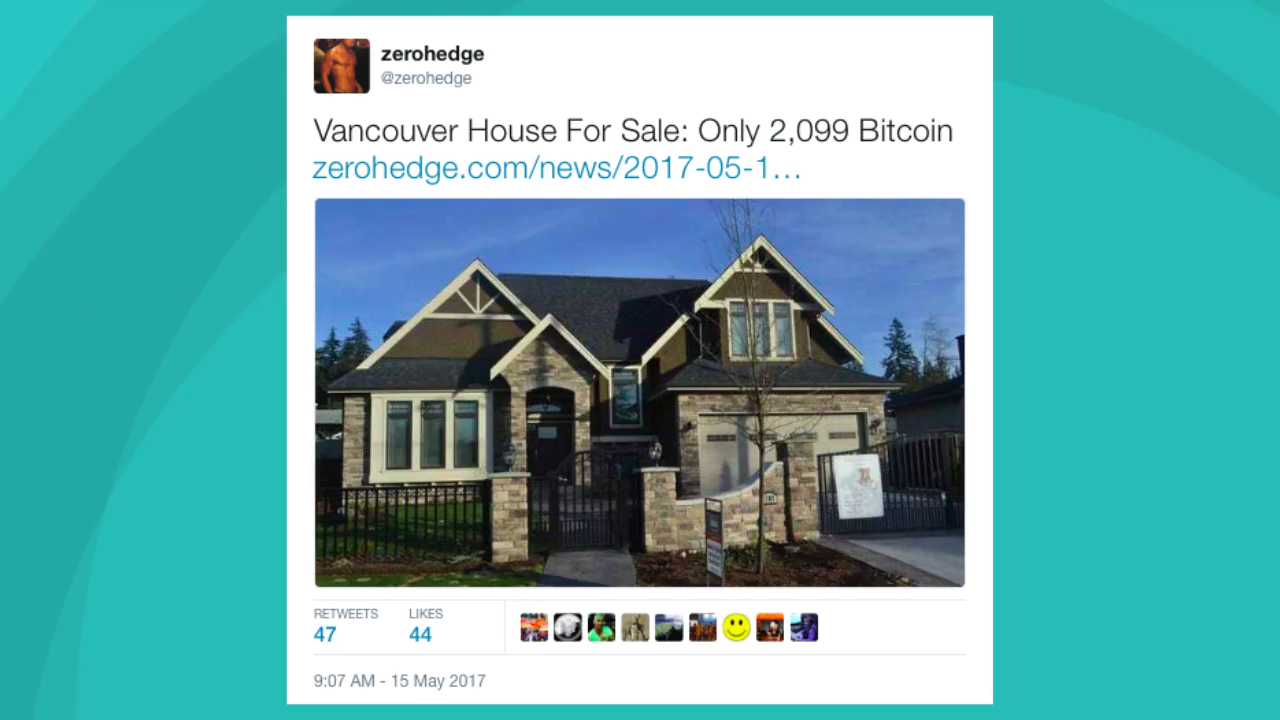 zerohedge
@zerohedge
Vancouver House For Sale: Only 2,099 Bitcoin
zerohedge.com/news/2017-05-1…
RETWEETS
LIKES
47
44
9:07 AM - 15 May 2017